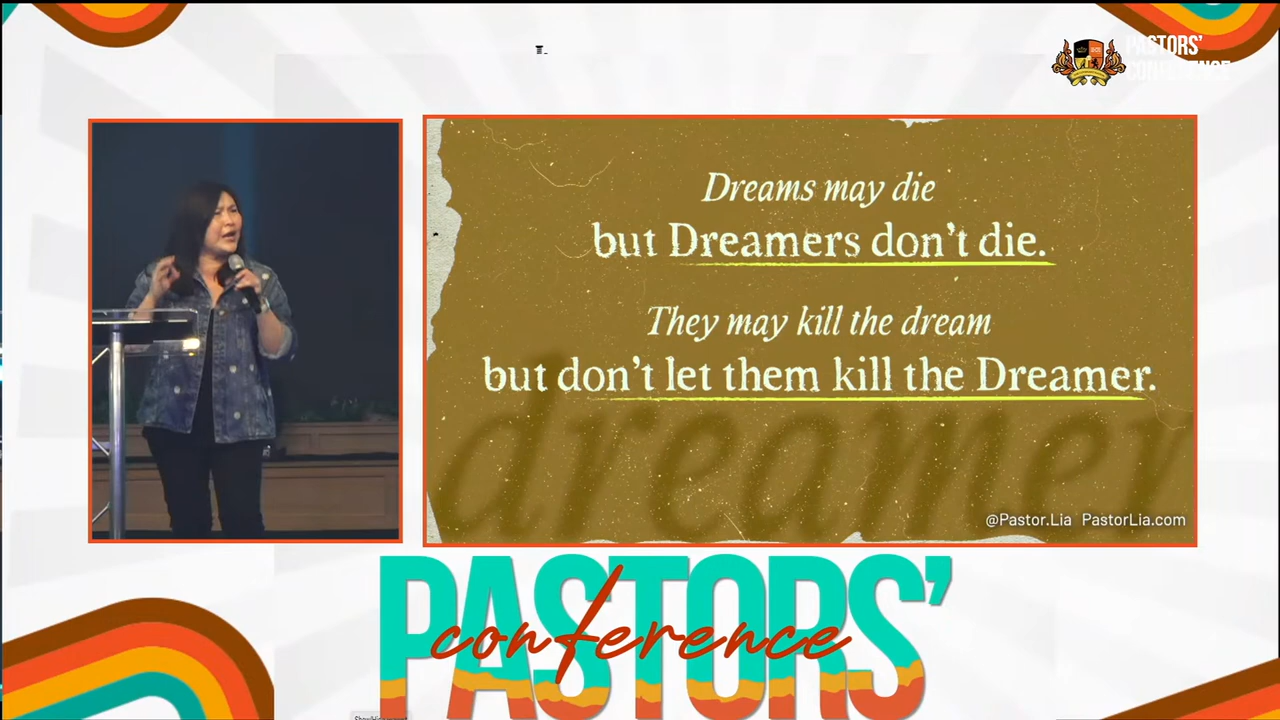 PASTORS'
CONFERENCE
Dreams may die
but Dreamers don't die.
They may kill the dream
but don't let them kill the Dreamer.
dreamer
@Pastor.Lia PastorLia.com
PASTORS'
conference